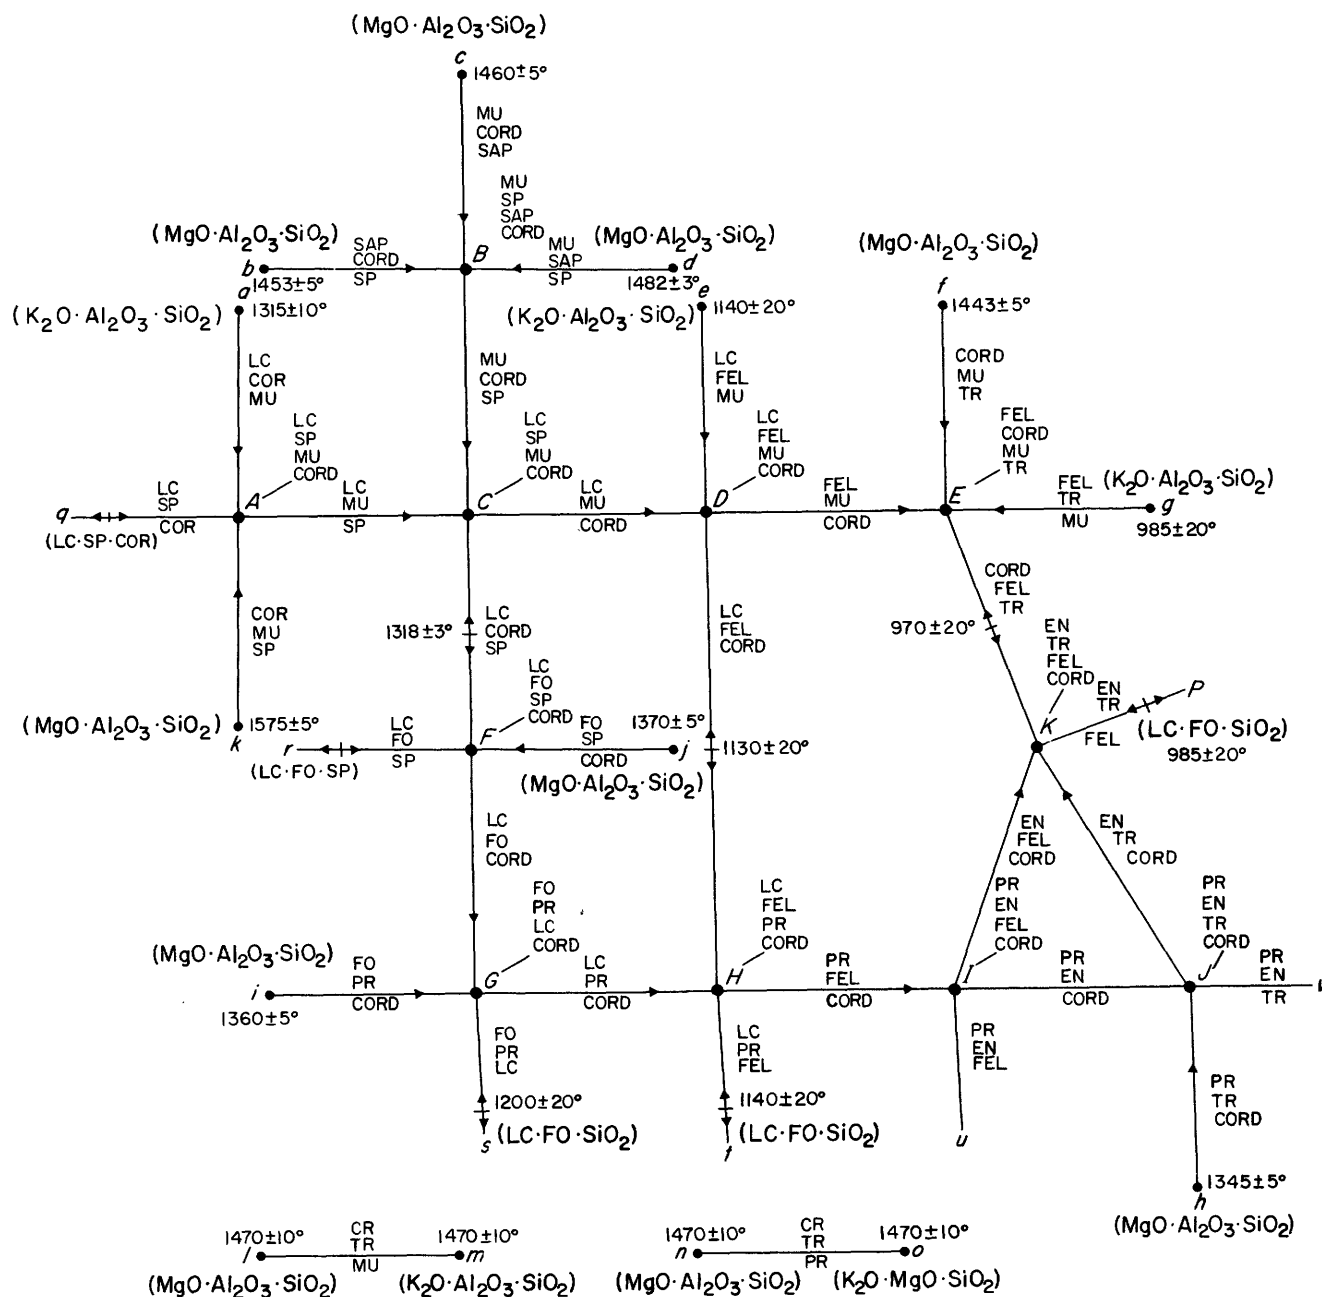 (MgO·Al₂O₃·SiO₂)
c
1460±5°
MU
CORD
SAP
MU
SP
SAP
CORD
(MgO·Al₂O₃·SiO₂)
b
1453±5°
SAP
CORD
SP
B
MU
SAP
SP
(MgO·Al₂O₃·SiO₂)
d
1482±3°
(MgO·Al₂O₃·SiO₂)
f
1443±5°
a
(K₂O·Al₂O₃·SiO₂)
1315±10°
e
(K₂O·Al₂O₃·SiO₂)
1140±20°
LC
COR
MU
MU
CORD
SP
LC
FEL
MU
CORD
MU
TR
LC
SP
MU
CORD
LC
SP
MU
CORD
LC
FEL
MU
CORD
FEL
CORD
MU
TR
q
LC
SP
COR
(LC·SP·COR)
A
LC
MU
SP
C
LC
MU
CORD
D
FEL
MU
CORD
E
FEL
TR
MU
(K₂O·Al₂O₃·SiO₂)
g
985±20°
COR
MU
SP
1318±3°
LC
CORD
SP
LC
FEL
CORD
CORD
FEL
TR
970±20°
EN
TR
FEL
CORD
(MgO·Al₂O₃·SiO₂)
1575±5°
k
r
LC
FO
SP
(LC·FO·SP)
LC
FO
SP
CORD
F
FO
SP
CORD
1370±5°
j
(MgO·Al₂O₃·SiO₂)
1130±20°
K
EN
TR
FEL
P
(LC·FO·SiO₂)
985±20°
LC
FO
CORD
EN
FEL
CORD
EN
TR
CORD
FO
PR
LC
CORD
LC
FEL
PR
CORD
PR
EN
FEL
CORD
PR
EN
TR
CORD
(MgO·Al₂O₃·SiO₂)
i
1360±5°
FO
PR
CORD
G
LC
PR
CORD
H
PR
FEL
CORD
I
PR
EN
CORD
J
PR
EN
TR
FO
PR
LC
1200±20°
s
(LC·FO·SiO₂)
LC
PR
FEL
1140±20°
t
(LC·FO·SiO₂)
PR
EN
FEL
u
PR
TR
CORD
1345±5°
h
(MgO·Al₂O₃·SiO₂)
1470±10°
l
CR
TR
MU
1470±10°
m
(MgO·Al₂O₃·SiO₂)
(K₂O·Al₂O₃·SiO₂)
1470±10°
n
CR
TR
PR
1470±10°
o
(MgO·Al₂O₃·SiO₂)
(K₂O·MgO·SiO₂)